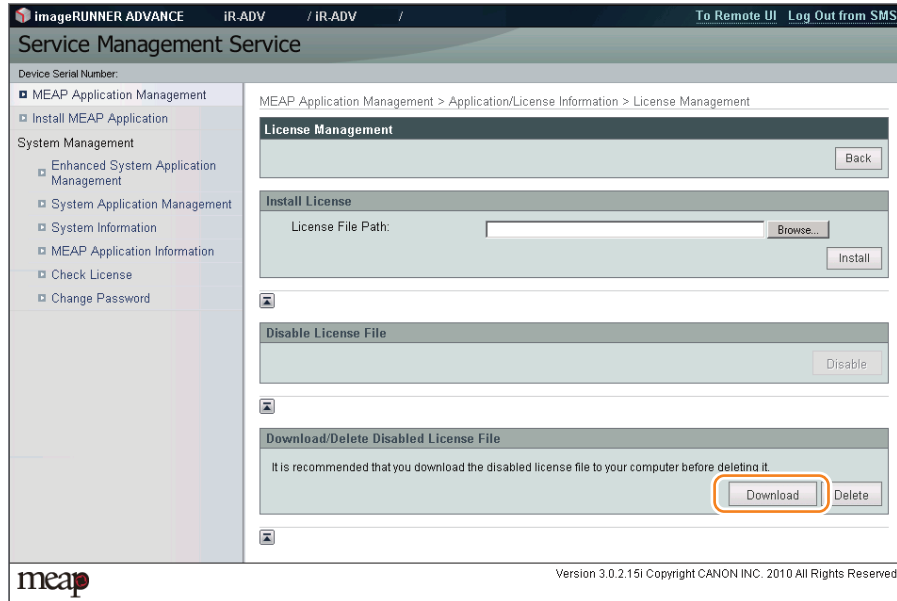 imageRUNNER ADVANCE iR-ADV / iR-ADV / To Remote UI Log Out from SMS
Service Management Service
Device Serial Number:
MEAP Application Management
Install MEAP Application
System Management
Enhanced System Application
Management
System Application Management
System Information
MEAP Application Information
Check License
Change Password
MEAP Application Management > Application/License Information > License Management
License Management
Back
Install License
License File Path: Browse...
Install
Disable License File
Disable
Download/Delete Disabled License File
It is recommended that you download the disabled license file to your computer before deleting it.
Download Delete
meap Version 3.0.2.15i Copyright CANON INC. 2010 All Rights Reserved